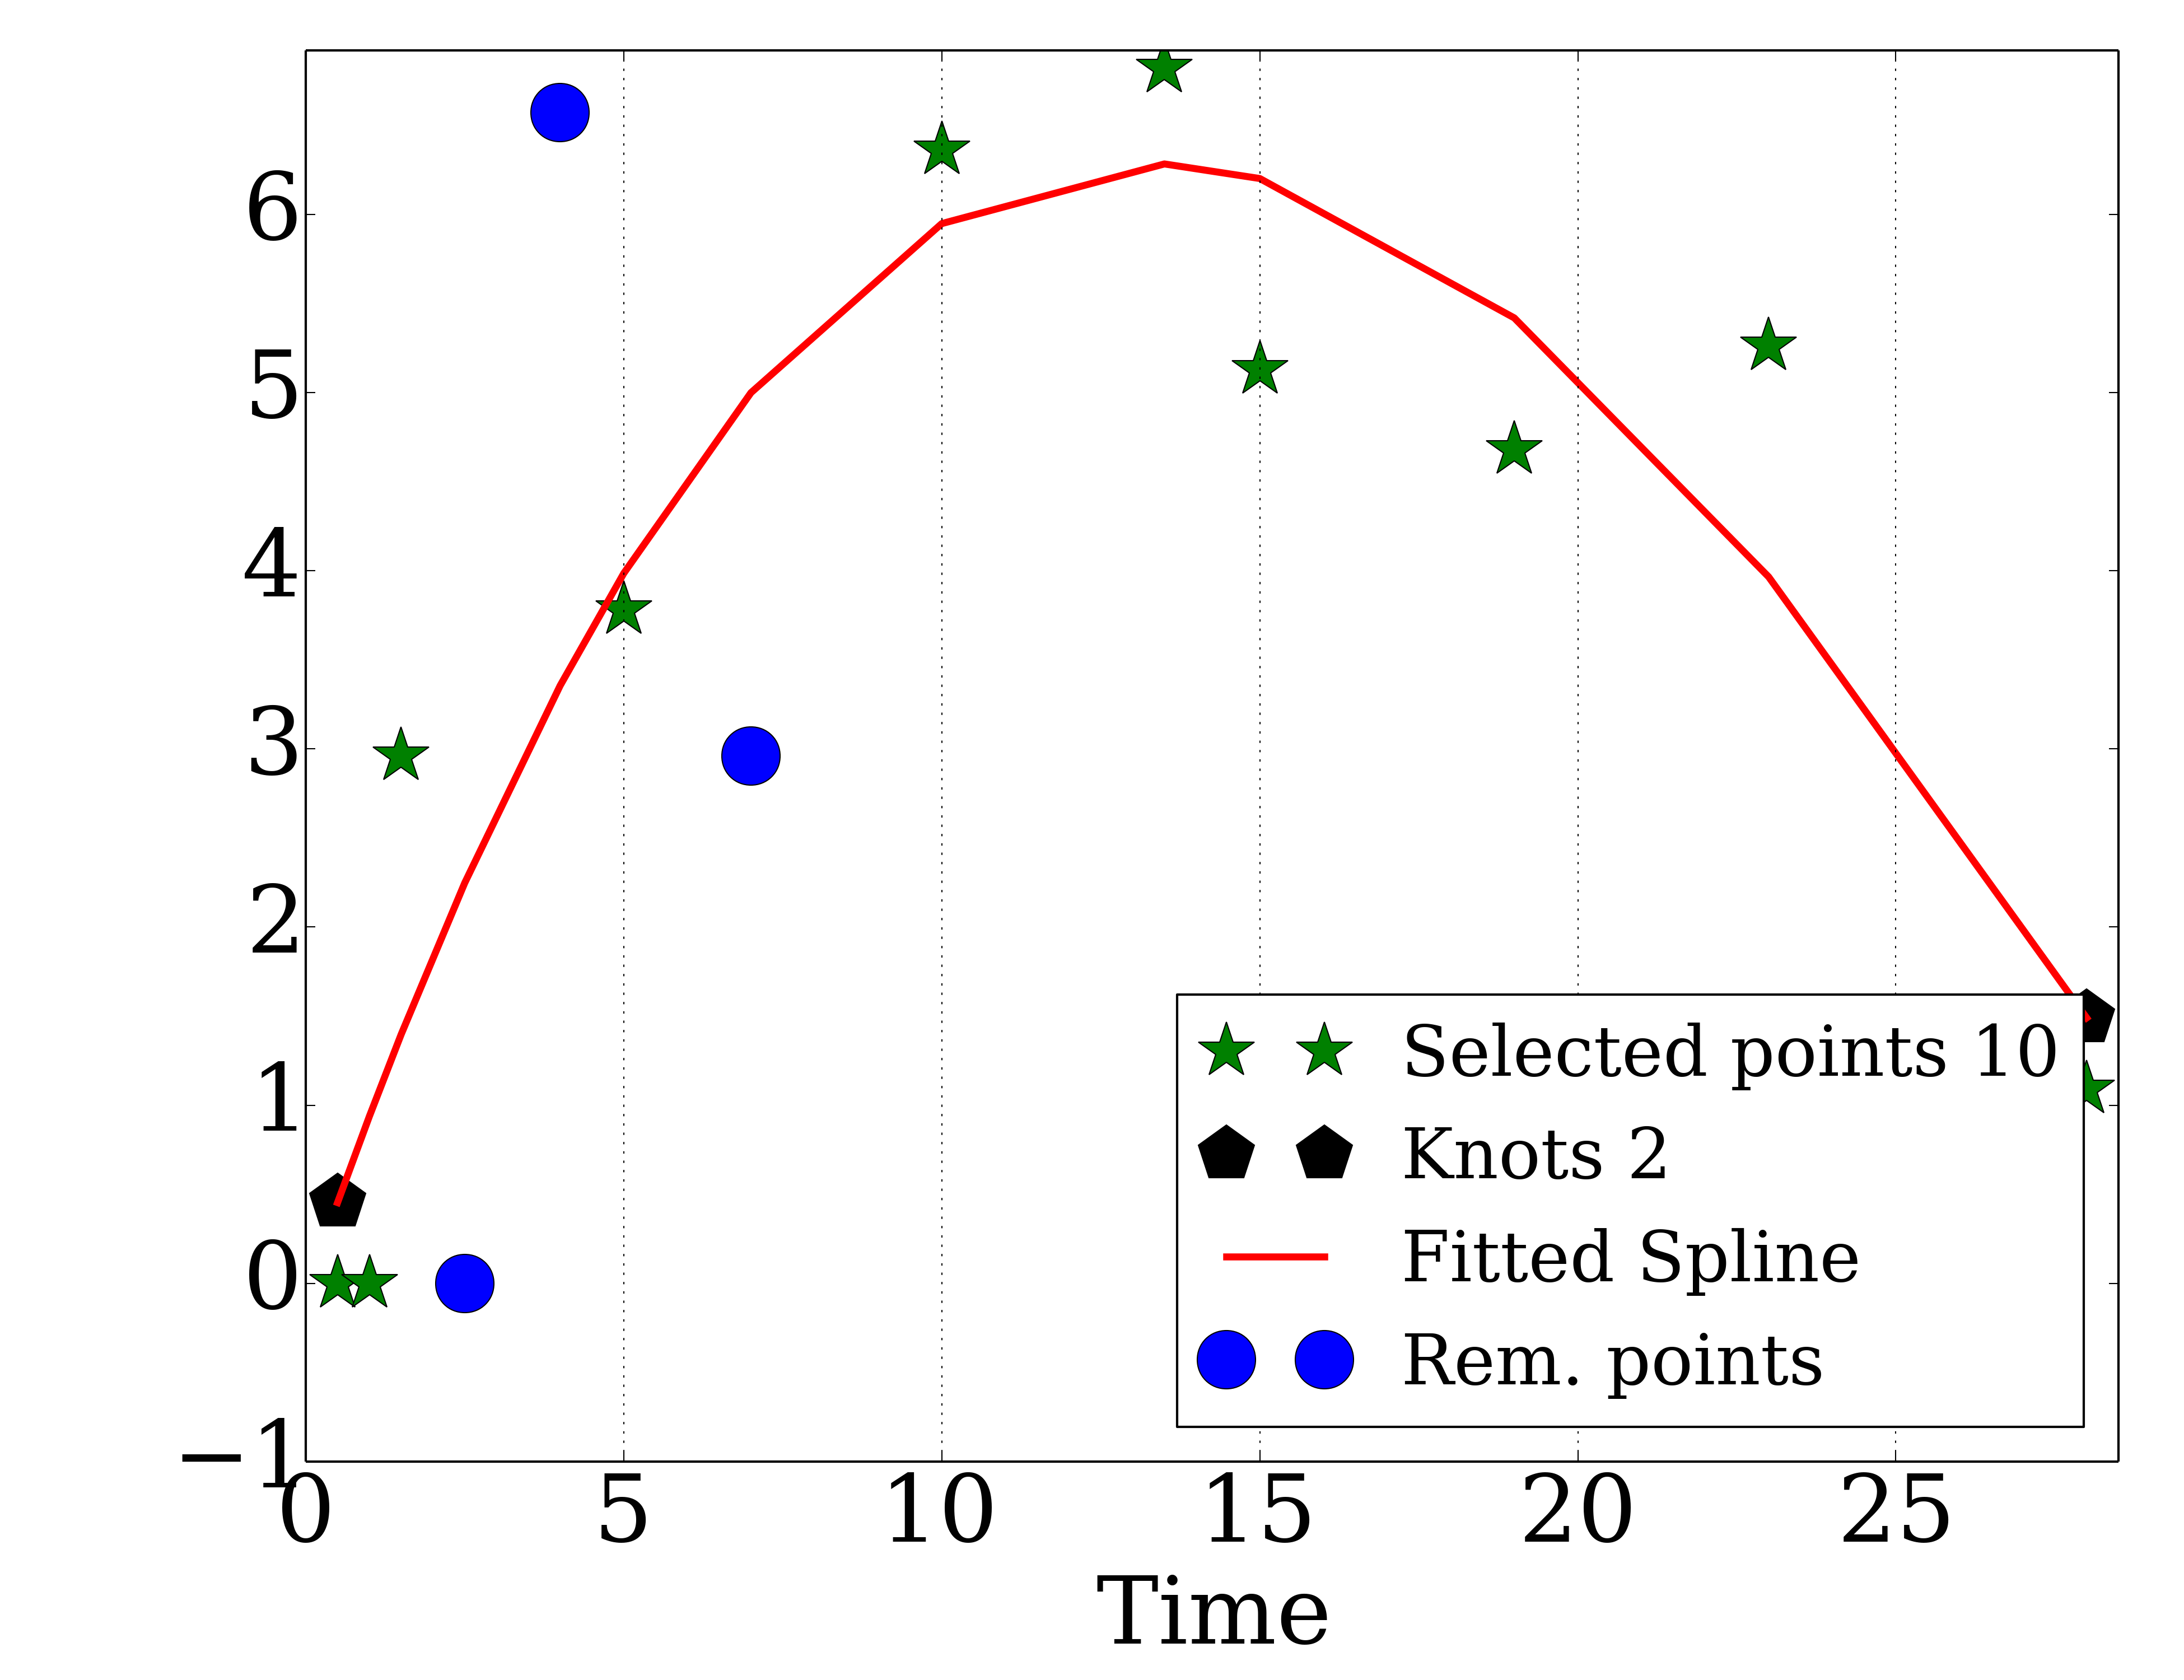 6
5
4
3
2
1
0
−1
0 5 10 15 20 25
Time
Selected points 10
Knots 2
Fitted Spline
Rem. points